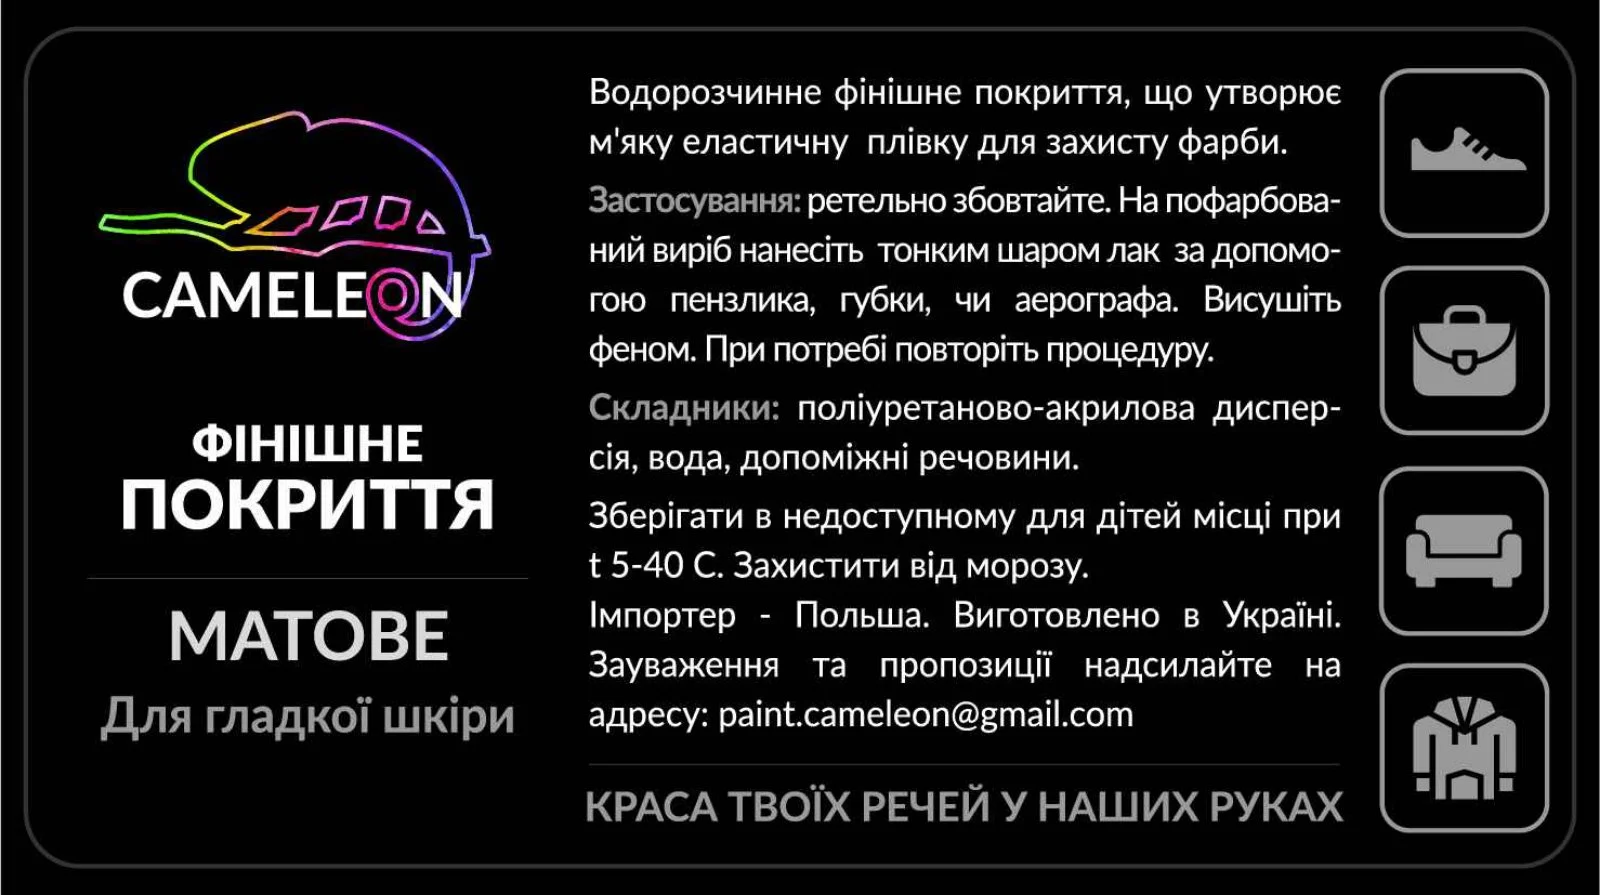 CAMELEON
ФІНІШНЕ
ПОКРИТТЯ
МАТОВЕ
Для гладкої шкіри
Водорозчинне фінішне покриття, що утворює
м'яку еластичну плівку для захисту фарби.
Застосування: ретельно збовтайте. На пофарбова-
ний виріб нанесіть тонким шаром лак за допомо-
гою пензлика, губки, чи аерографа. Висушіть
феном. При потребі повторіть процедуру.
Складники: поліуретаново-акрилова диспер-
сія, вода, допоміжні речовини.
Зберігати в недоступному для дітей місці при
t 5-40 С. Захистити від морозу.
Імпортер - Польша. Виготовлено в Україні.
Зауваження та пропозиції надсилайте на
адресу: paint.cameleon@gmail.com
КРАСА ТВОЇХ РЕЧЕЙ У НАШИХ РУКАХ